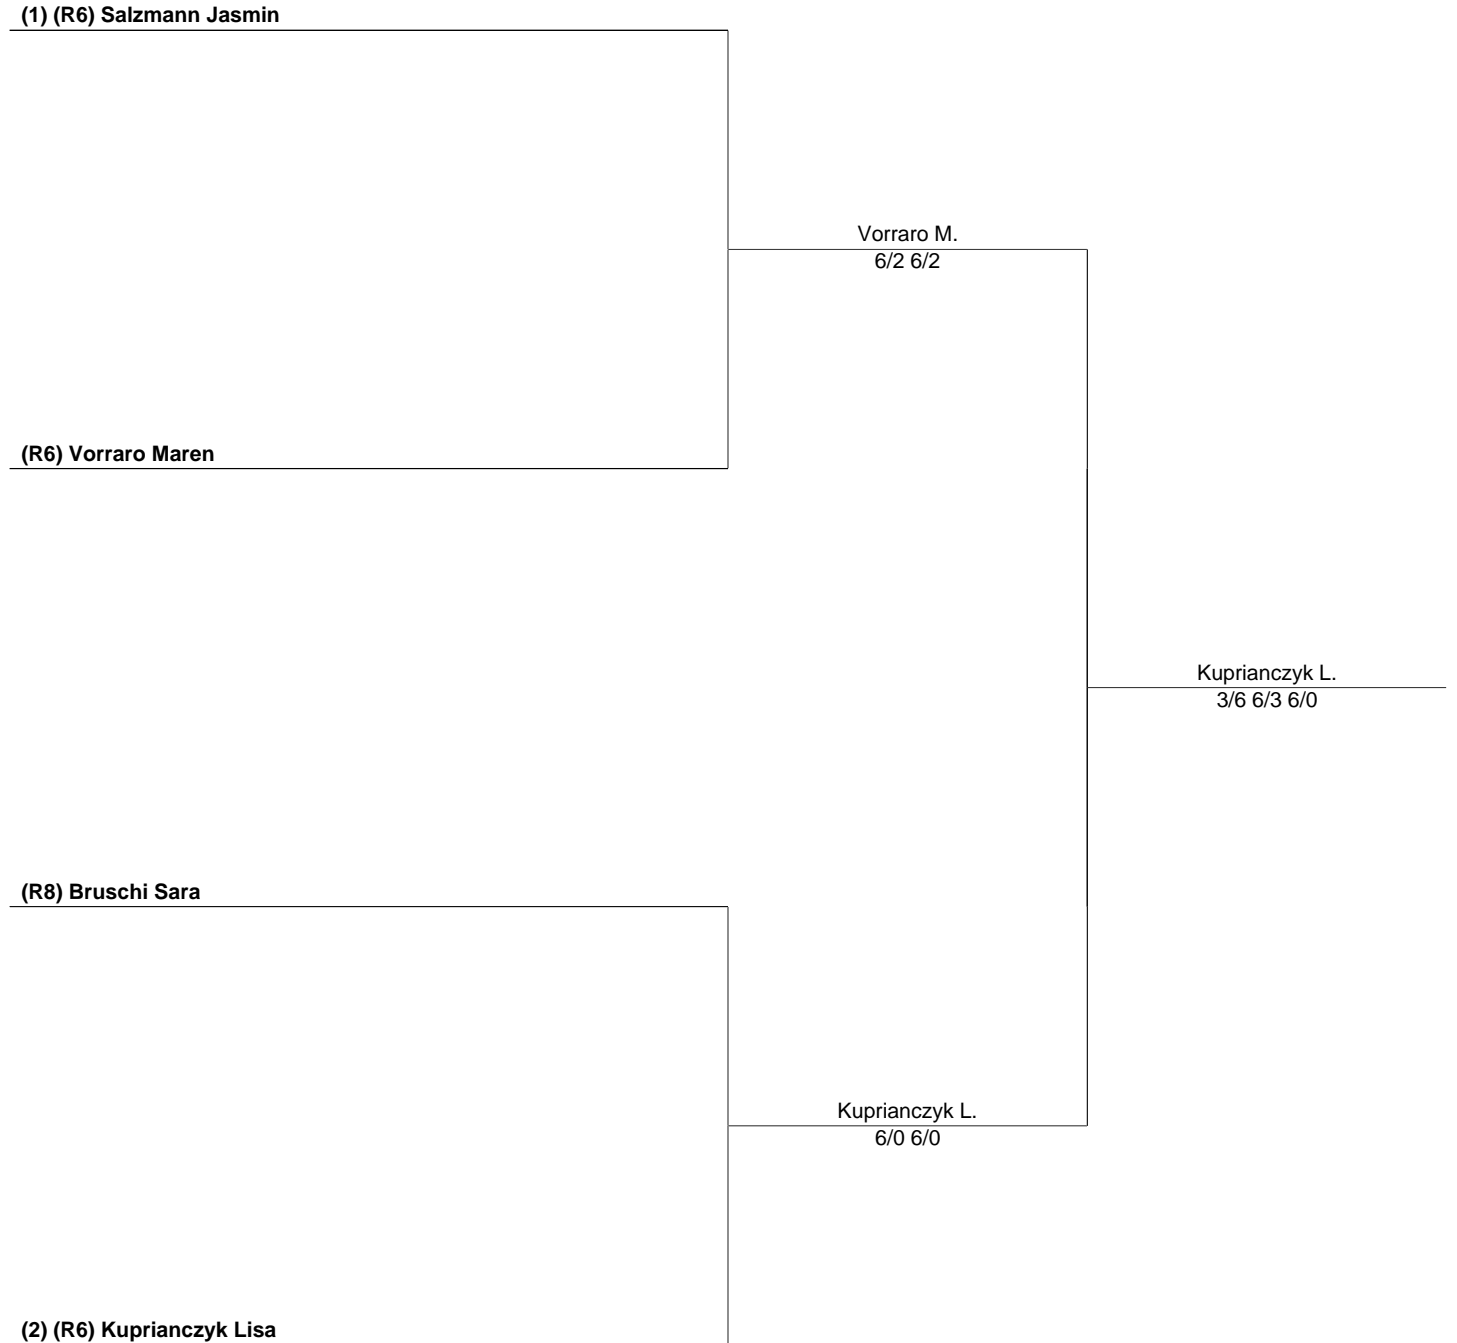 (1) (R6) Salzmann Jasmin
Vorraro M.
6/2 6/2
(R6) Vorraro Maren
Kuprianczyk L.
3/6 6/3 6/0
(R8) Bruschi Sara
Kuprianczyk L.
6/0 6/0
(2) (R6) Kuprianczyk Lisa